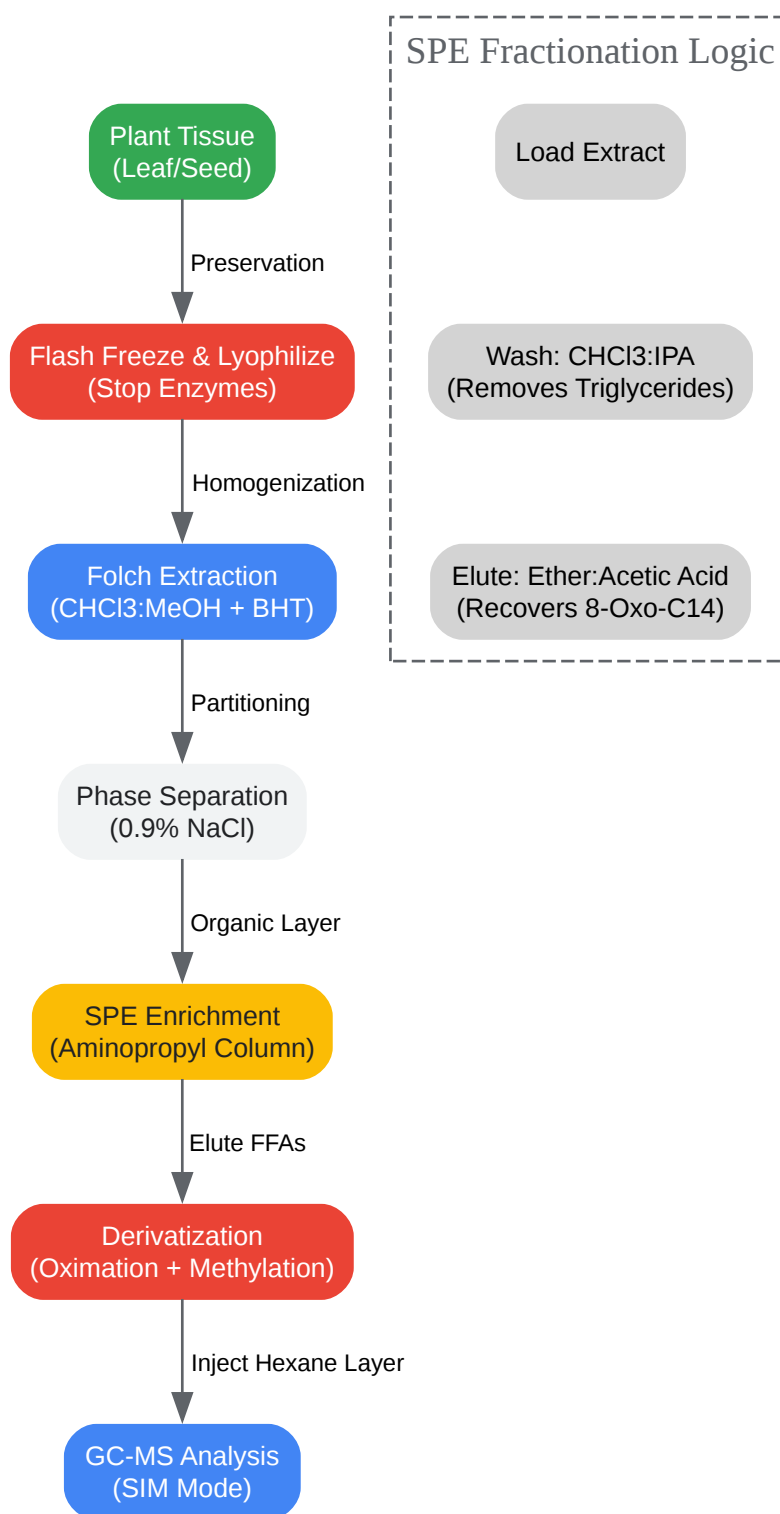 SPE Fractionation Logic
Plant Tissue
(Leaf/Seed)
Load Extract
Preservation
Flash Freeze & Lyophilize
(Stop Enzymes)
Wash: CHCl3:IPA
(Removes Triglycerides)
Homogenization
Folch Extraction
(CHCl3:MeOH + BHT)
Elute: Ether:Acetic Acid
(Recovers 8-Oxo-C14)
Partitioning
Phase Separation
(0.9% NaCl)
Organic Layer
SPE Enrichment
(Aminopropyl Column)
Elute FFAs
Derivatization
(Oximation + Methylation)
Inject Hexane Layer
GC-MS Analysis
(SIM Mode)